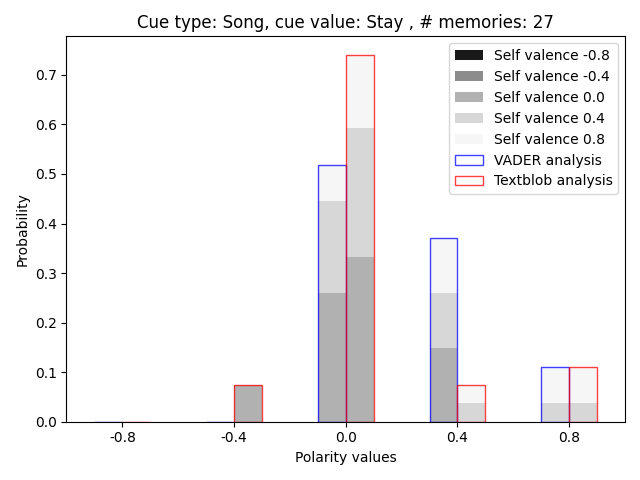 Cue type: Song, cue value: Stay , # memories: 27
Self valence -0.8
Self valence -0.4
Self valence 0.0
Self valence 0.4
Self valence 0.8
VADER analysis
Textblob analysis
Probability
0.7
0.6
0.5
0.4
0.3
0.2
0.1
0.0
-0.8 -0.4 0.0 0.4 0.8
Polarity values